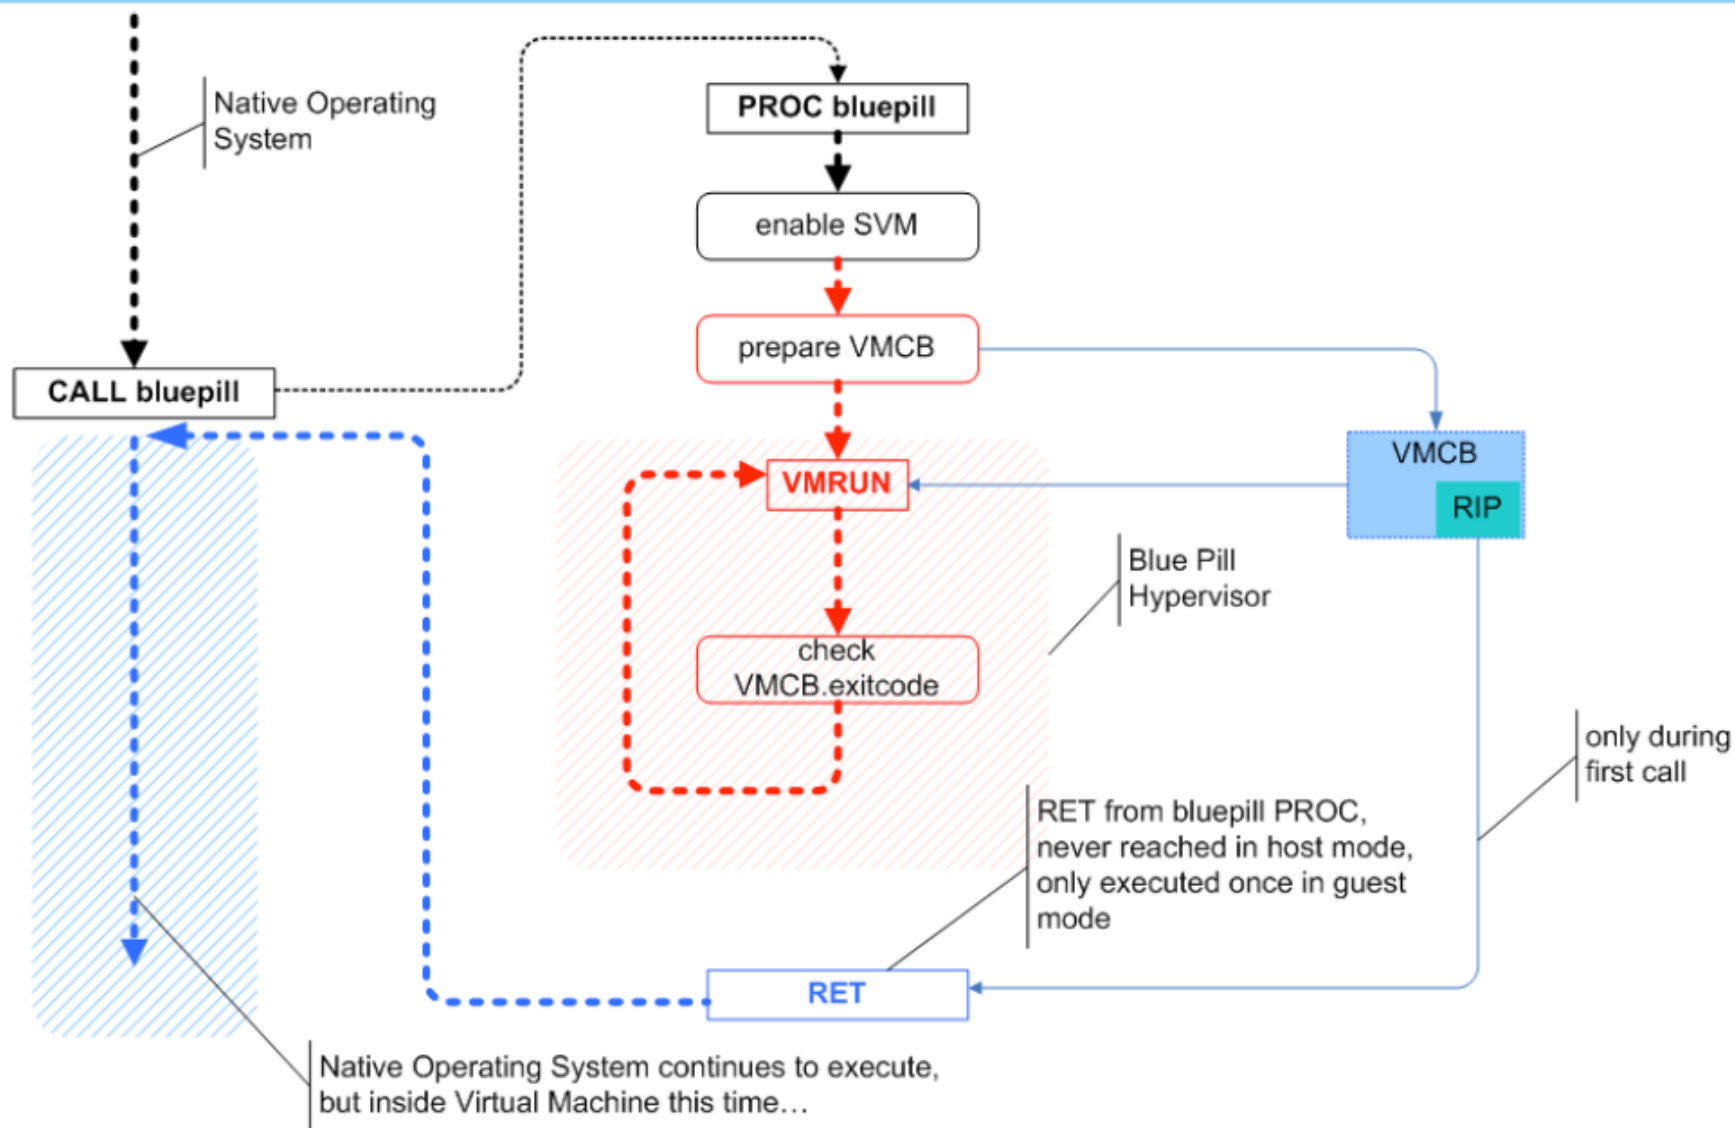 Native Operating
System
PROC bluepill
enable SVM
prepare VMCB
CALL bluepill
VMCB
RIP
VMRUN
Blue Pill
Hypervisor
check
VMCB.exitcode
only during
first call
RET from bluepill PROC,
never reached in host mode,
only executed once in guest
mode
RET
Native Operating System continues to execute,
but inside Virtual Machine this time...